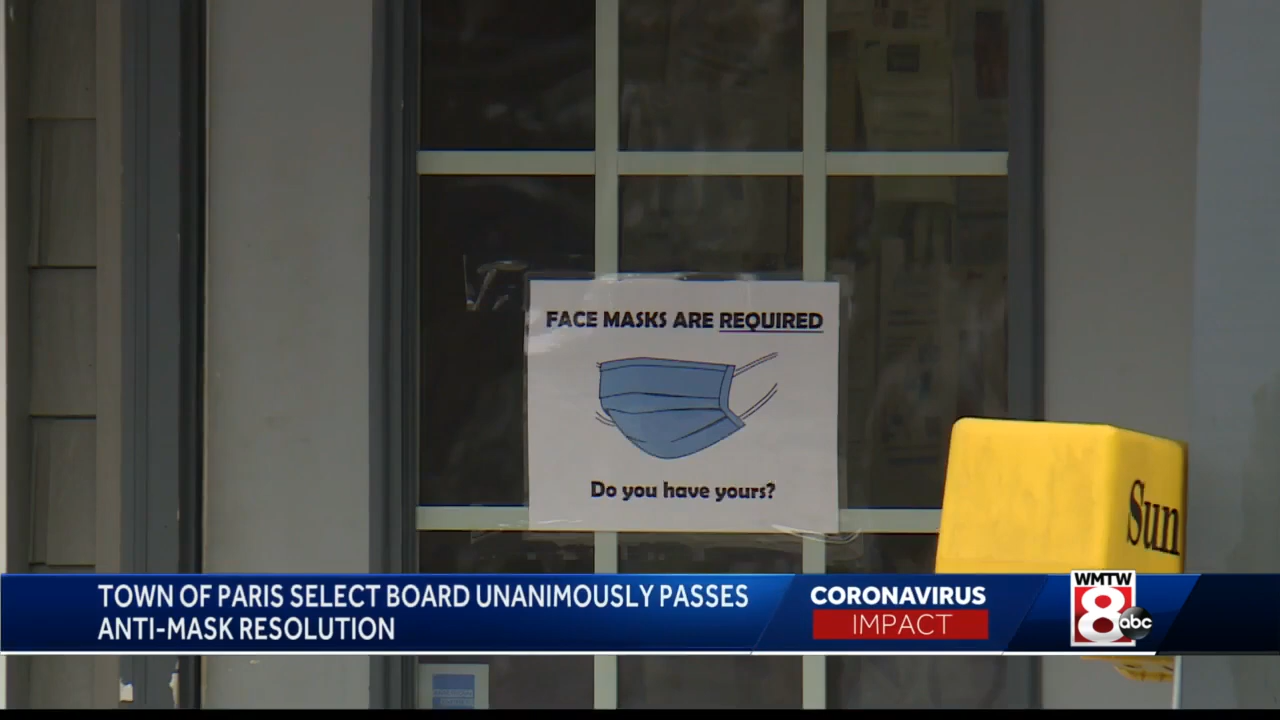 FACE MASKS ARE REQUIRED
Do you have yours?
Sun
TOWN OF PARIS SELECT BOARD UNANIMOUSLY PASSES
ANTI-MASK RESOLUTION
CORONAVIRUS
IMPACT
WMTW
8
abc